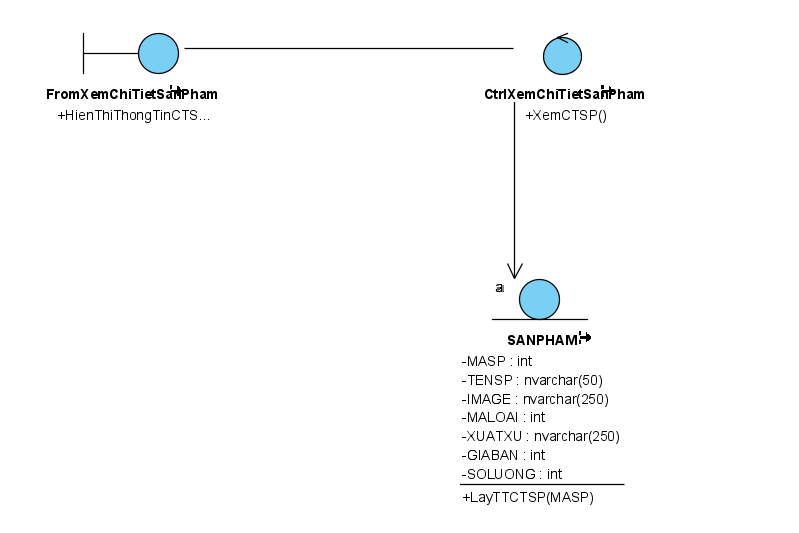 FromXemChiTietSanPham
+HienThiThongTinCTS...
CtrlXemChiTietSanPham
+XemCTSP()
SANPHAM
-MASP : int
-TENSP : nvarchar(50)
-IMAGE : nvarchar(250)
-MALOAI : int
-XUATXU : nvarchar(250)
-GIABAN : int
-SOLUONG : int
+LayTTCTSP(MASP)